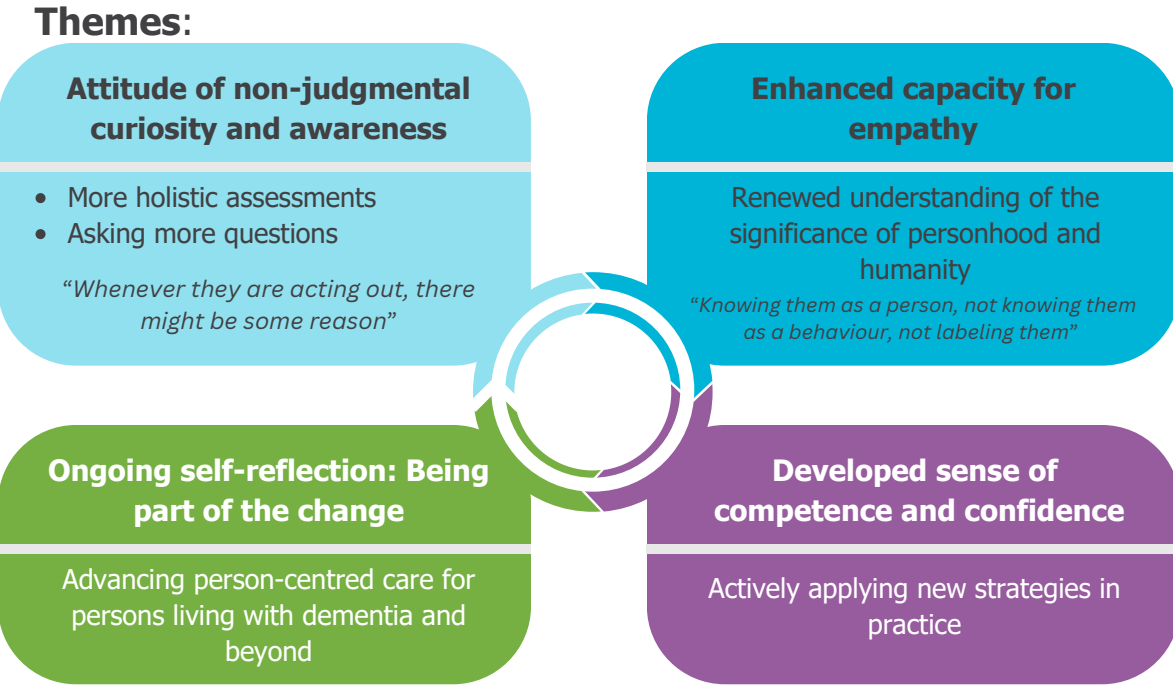 Themes:
Attitude of non-judgmental
curiosity and awareness
• More holistic assessments
• Asking more questions
“Whenever they are acting out, there
might be some reason”
Enhanced capacity for
empathy
Renewed understanding of the
significance of personhood and
humanity
“Knowing them as a person, not knowing them
as a behaviour, not labeling them”
Ongoing self-reflection: Being
part of the change
Advancing person-centred care for
persons living with dementia and
beyond
Developed sense of
competence and confidence
Actively applying new strategies in
practice